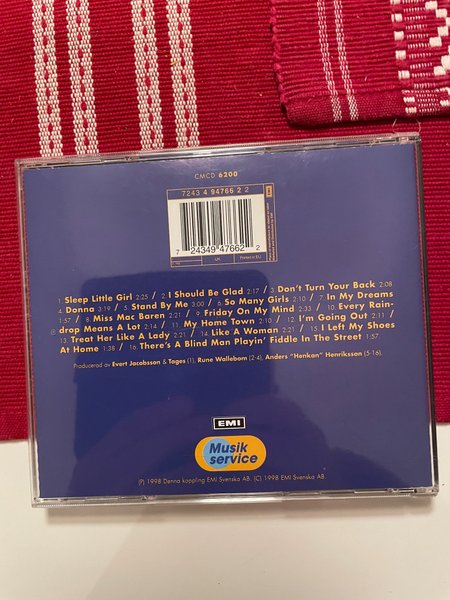 CMCD 6200
7243 4 94766 2 2
EMI
7 24349 47662 2
UK
Printed in EU
1. Sleep Little Girl 2:25 / 2. I Should Be Glad 2:17 / 3. Don't Turn Your Back 2:08
4. Donna 3:19 / 5. Stand By Me 3:00 / 6. So Many Girls 2:10 / 7. In My Dreams
1:57 / 8. Miss Mac Baren 2:21 / 9. Friday On My Mind 2:33 / 10. Every Rain-
drop Means A Lot 2:14 / 11. My Home Town 2:10 / 12. I'm Going Out 2:11 /
13. Treat Her Like A Lady 2:21 / 14. Like A Woman 2:21 / 15. I Left My Shoes
At Home 1:38 / 16. There's A Blind Man Playin' Fiddle In The Street 1:57
Producerad av Evert Jacobsson & Tages (1), Rune Wallebom (2-4), Anders "Henkan" Henriksson (5-16).
EMI
Musik
service
(P) 1998 Denna koppling EMI Svenska AB. (C) 1998 EMI Svenska AB.